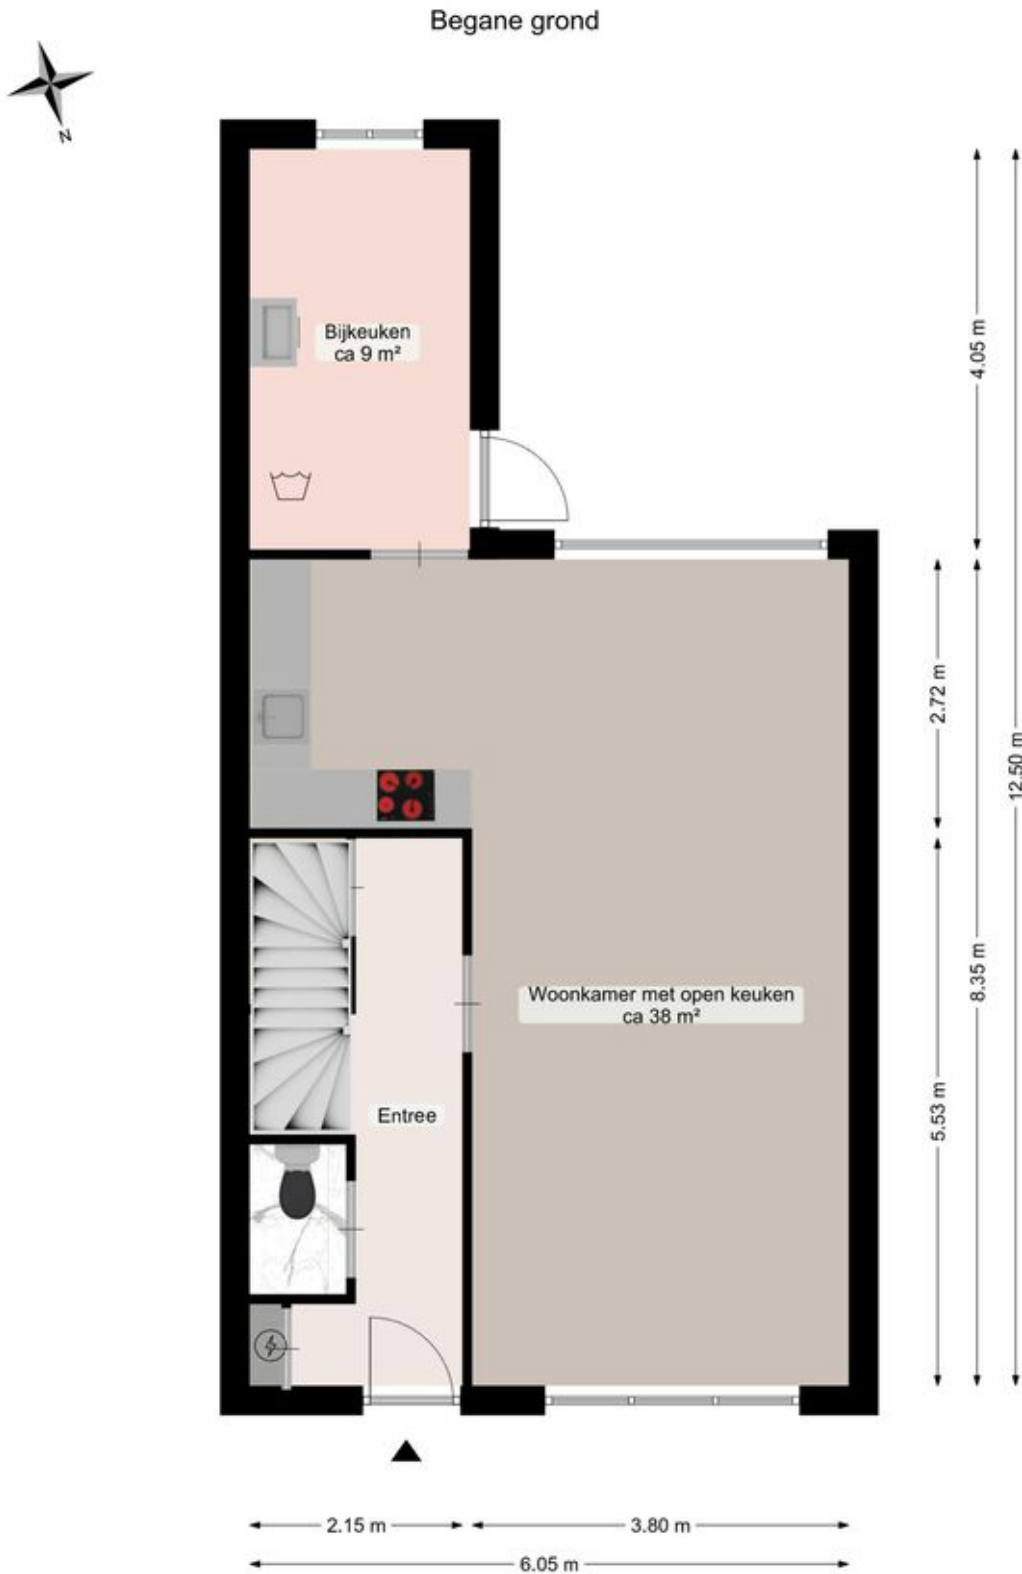 Begane grond
N
Bijkeuken
ca 9 m²
4.05 m
2.72 m
12.50 m
8.35 m
Woonkamer met open keuken
ca 38 m²
5.53 m
Entree
2.15 m
3.80 m
6.05 m